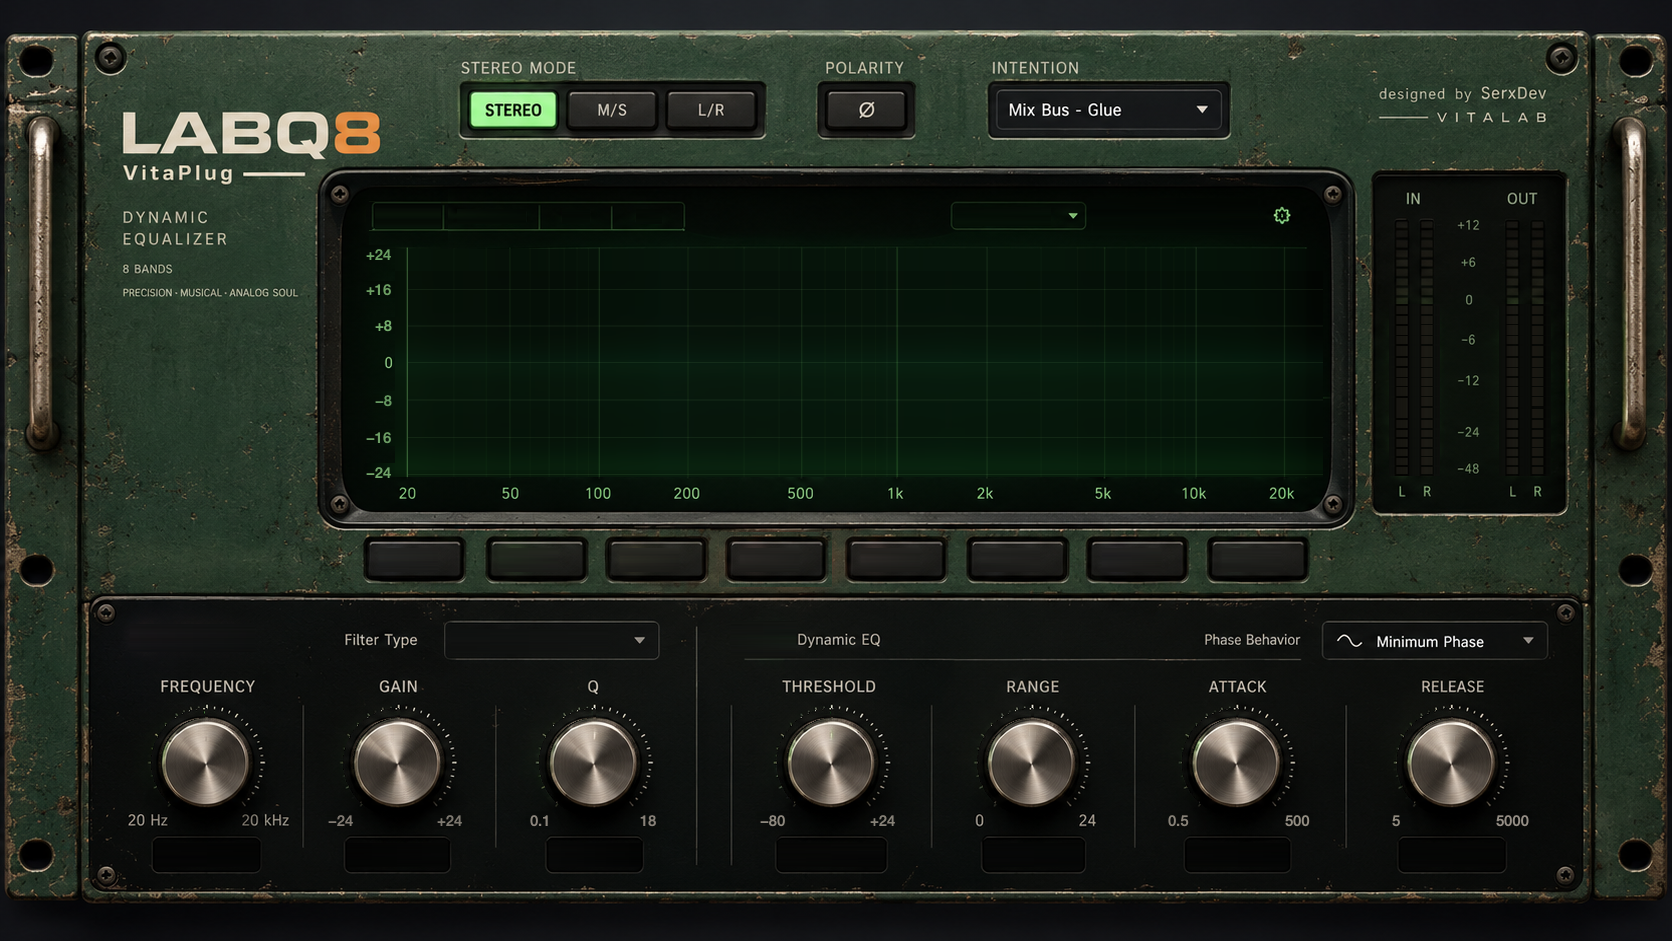 STEREO MODE
POLARITY
INTENTION
STEREO
M/S
L/R
Ø
Mix Bus - Glue
designed by SerxDev
VITALAB
LABQ8
VitaPlug
DYNAMIC
EQUALIZER
8 BANDS
PRECISION · MUSICAL · ANALOG SOUL
+24
+16
+8
0
−8
−16
−24
20
50
100
200
500
1k
2k
5k
10k
20k
IN
OUT
+12
+6
0
−6
−12
−24
−48
L
R
L
R
Filter Type
Dynamic EQ
Phase Behavior
Minimum Phase
FREQUENCY
GAIN
Q
THRESHOLD
RANGE
ATTACK
RELEASE
20 Hz
20 kHz
−24
+24
0.1
18
−80
+24
0
24
0.5
500
5
5000